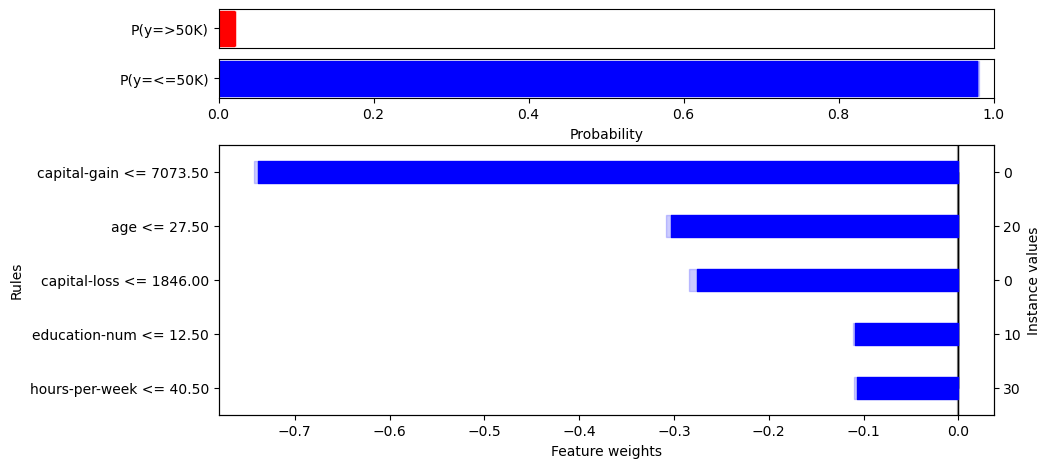 P(y=>50K)
P(y=<=50K)
0.0 0.2 0.4 0.6 0.8 1.0
Probability
capital-gain <= 7073.50 0
age <= 27.50 20
capital-loss <= 1846.00 0
education-num <= 12.50 10
hours-per-week <= 40.50 30
Rules
Instance values
−0.7 −0.6 −0.5 −0.4 −0.3 −0.2 −0.1 0.0
Feature weights